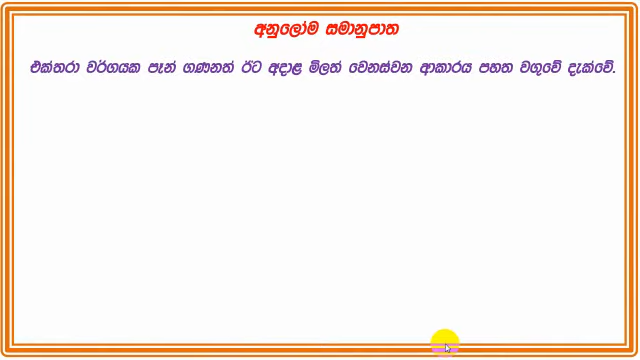 අනුලෝම සමානුපාත
එක්තරා වර්ගයක පෑන් ගණනත් ඊට අදාළ මිලත් වෙනස්වන ආකාරය පහත වගුවේ දැක්වේ.